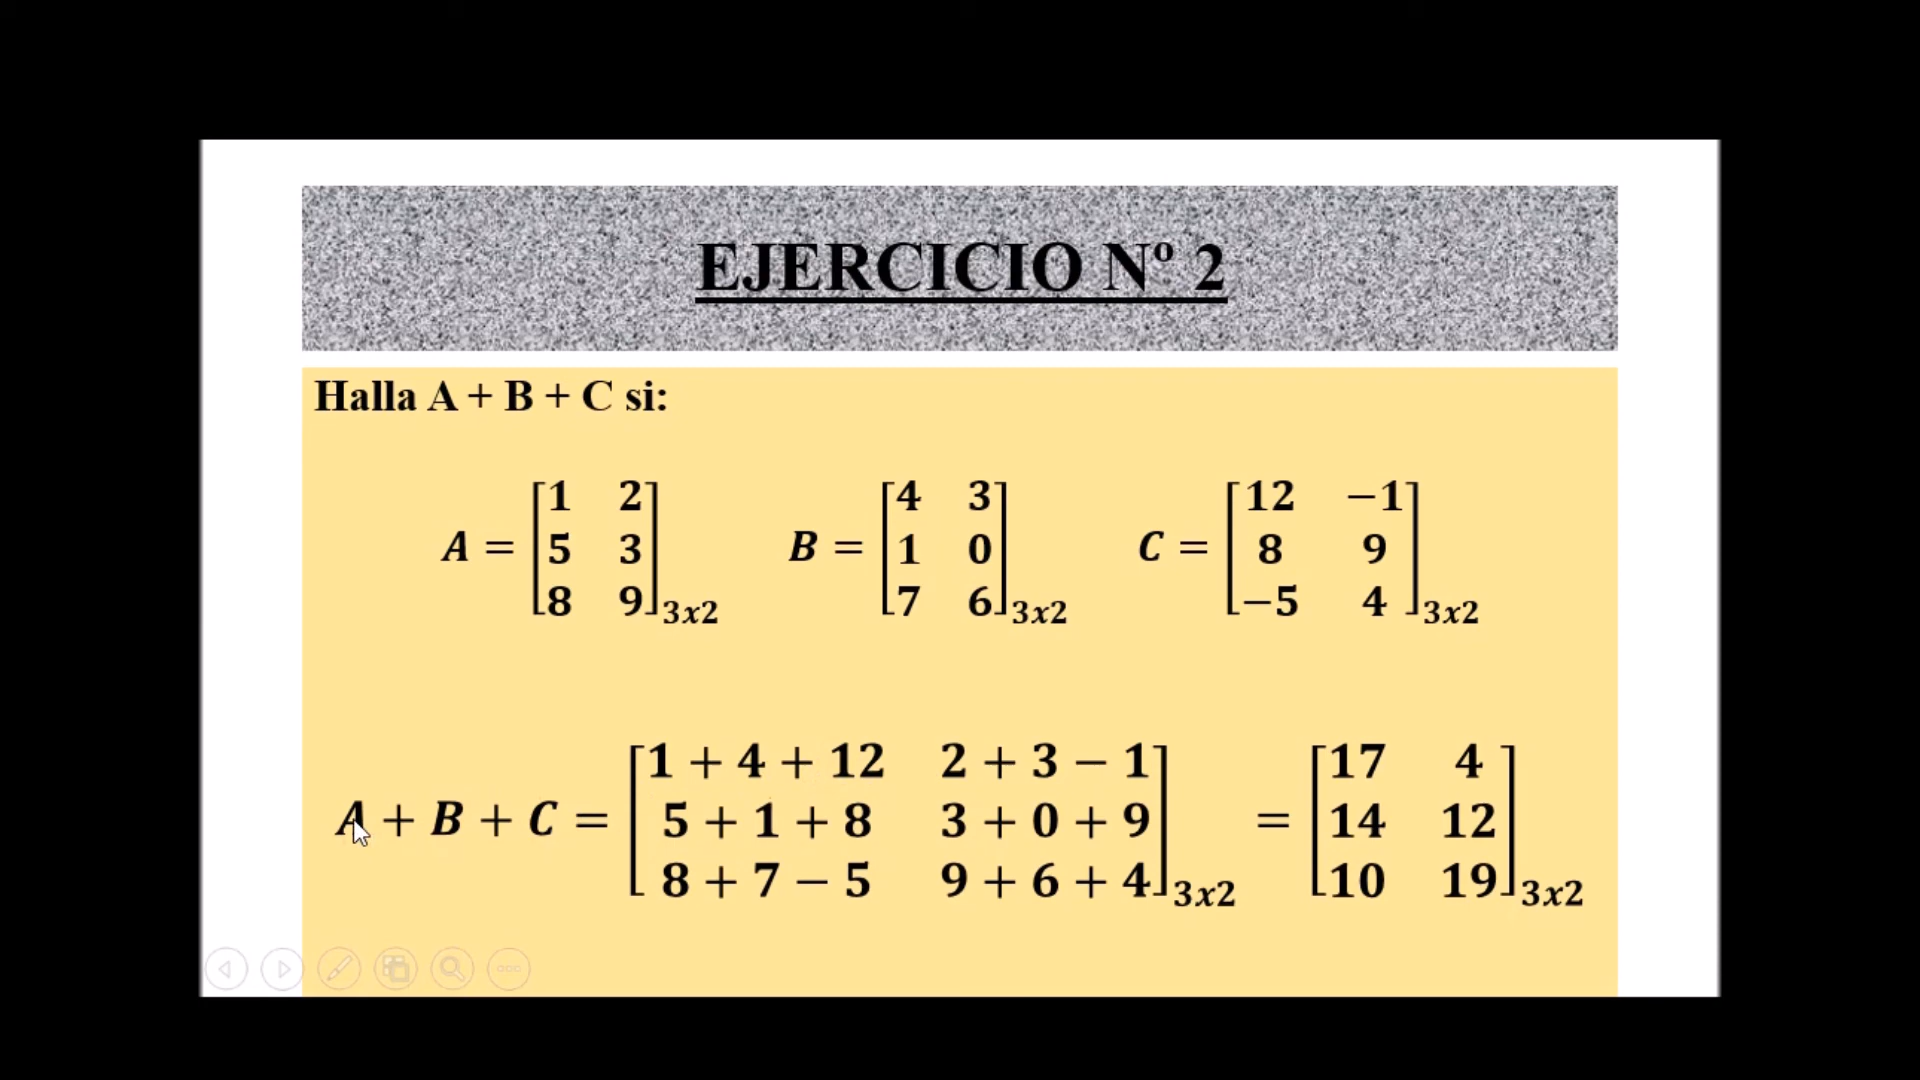 EJERCICIO Nº 2
Halla A + B + C si:
A = [1 2; 5 3; 8 9]3x2 B = [4 3; 1 0; 7 6]3x2 C = [12 −1; 8 9; −5 4]3x2
A + B + C = [1 + 4 + 12 2 + 3 − 1; 5 + 1 + 8 3 + 0 + 9; 8 + 7 − 5 9 + 6 + 4]3x2 = [17 4; 14 12; 10 19]3x2